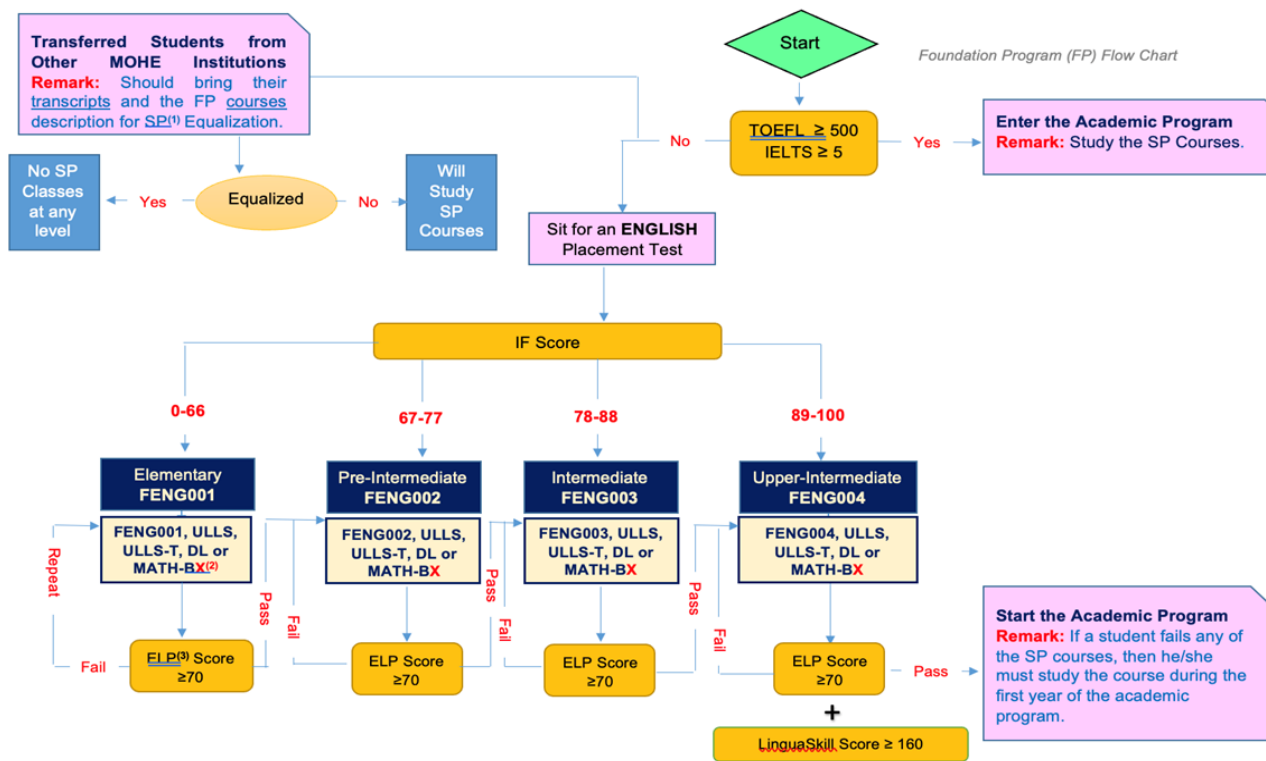 Transferred Students from
Other MOHE Institutions
Remark: Should bring their
transcripts and the FP courses
description for SP(1) Equalization.
Start
Foundation Program (FP) Flow Chart
TOEFL ≥ 500
IELTS ≥ 5
No
Yes
Enter the Academic Program
Remark: Study the SP Courses.
No SP
Classes
at any
level
Yes
Equalized
No
Will
Study
SP
Courses
Sit for an ENGLISH
Placement Test
IF Score
0-66
67-77
78-88
89-100
Elementary
FENG001
Pre-Intermediate
FENG002
Intermediate
FENG003
Upper-Intermediate
FENG004
FENG001, ULLS,
ULLS-T, DL or
MATH-BX(2)
FENG002, ULLS,
ULLS-T, DL or
MATH-BX
FENG003, ULLS,
ULLS-T, DL or
MATH-BX
FENG004, ULLS,
ULLS-T, DL or
MATH-BX
Repeat
Pass
Fail
Pass
Fail
Pass
Fail
Fail
ELP(3) Score
≥70
ELP Score
≥70
ELP Score
≥70
ELP Score
≥70
Pass
+
LinguaSkill Score ≥ 160
Start the Academic Program
Remark: If a student fails any of
the SP courses, then he/she
must study the course during the
first year of the academic
program.